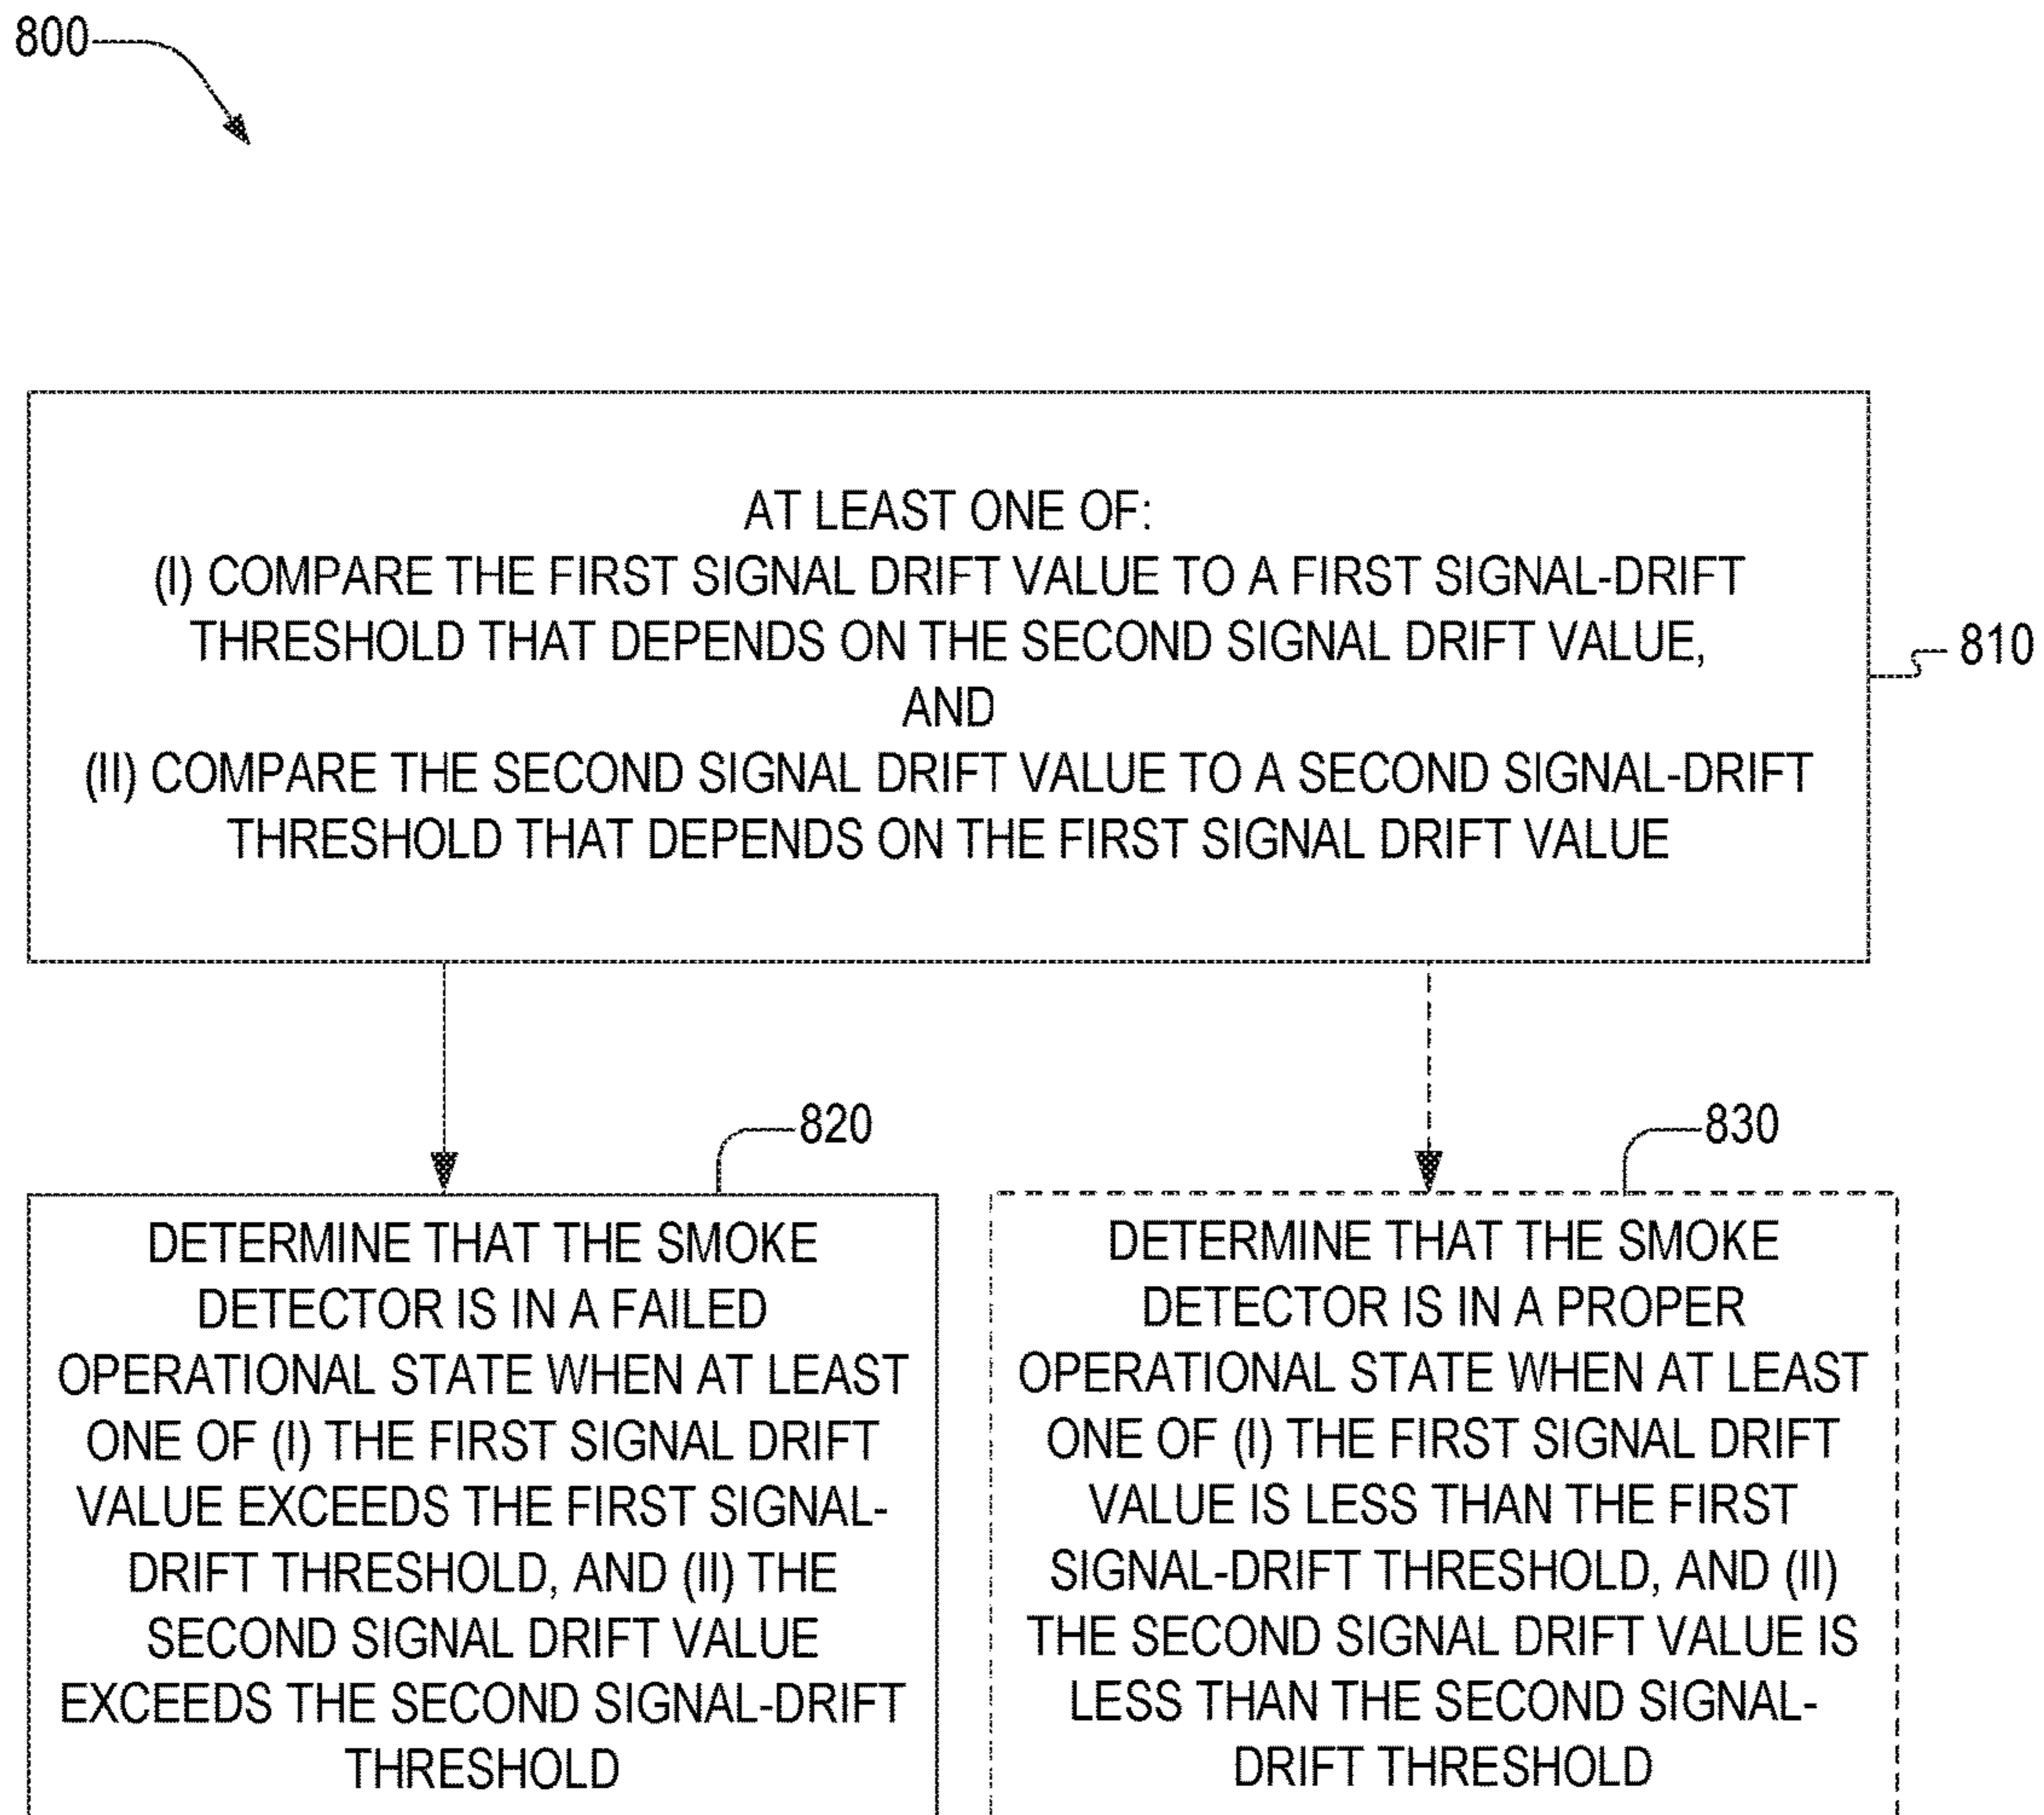 800
AT LEAST ONE OF:
(I) COMPARE THE FIRST SIGNAL DRIFT VALUE TO A FIRST SIGNAL-DRIFT
THRESHOLD THAT DEPENDS ON THE SECOND SIGNAL DRIFT VALUE,
AND
(II) COMPARE THE SECOND SIGNAL DRIFT VALUE TO A SECOND SIGNAL-DRIFT
THRESHOLD THAT DEPENDS ON THE FIRST SIGNAL DRIFT VALUE
810
820
DETERMINE THAT THE SMOKE
DETECTOR IS IN A FAILED
OPERATIONAL STATE WHEN AT LEAST
ONE OF (I) THE FIRST SIGNAL DRIFT
VALUE EXCEEDS THE FIRST SIGNAL-
DRIFT THRESHOLD, AND (II) THE
SECOND SIGNAL DRIFT VALUE
EXCEEDS THE SECOND SIGNAL-DRIFT
THRESHOLD
830
DETERMINE THAT THE SMOKE
DETECTOR IS IN A PROPER
OPERATIONAL STATE WHEN AT LEAST
ONE OF (I) THE FIRST SIGNAL DRIFT
VALUE IS LESS THAN THE FIRST
SIGNAL-DRIFT THRESHOLD, AND (II)
THE SECOND SIGNAL DRIFT VALUE IS
LESS THAN THE SECOND SIGNAL-
DRIFT THRESHOLD